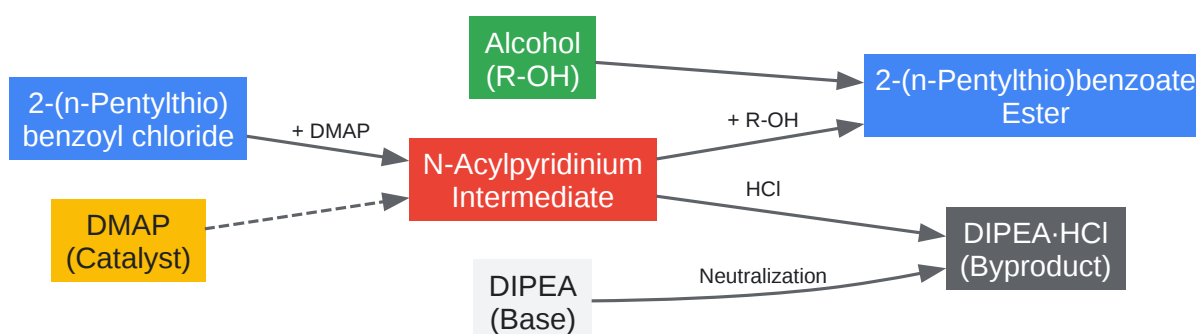 Alcohol
(R-OH)
2-(n-Pentylthio)
benzoyl chloride
+ DMAP
2-(n-Pentylthio)benzoate
Ester
+ R-OH
N-Acylpyridinium
Intermediate
HCl
DMAP
(Catalyst)
DIPEA·HCl
(Byproduct)
Neutralization
DIPEA
(Base)